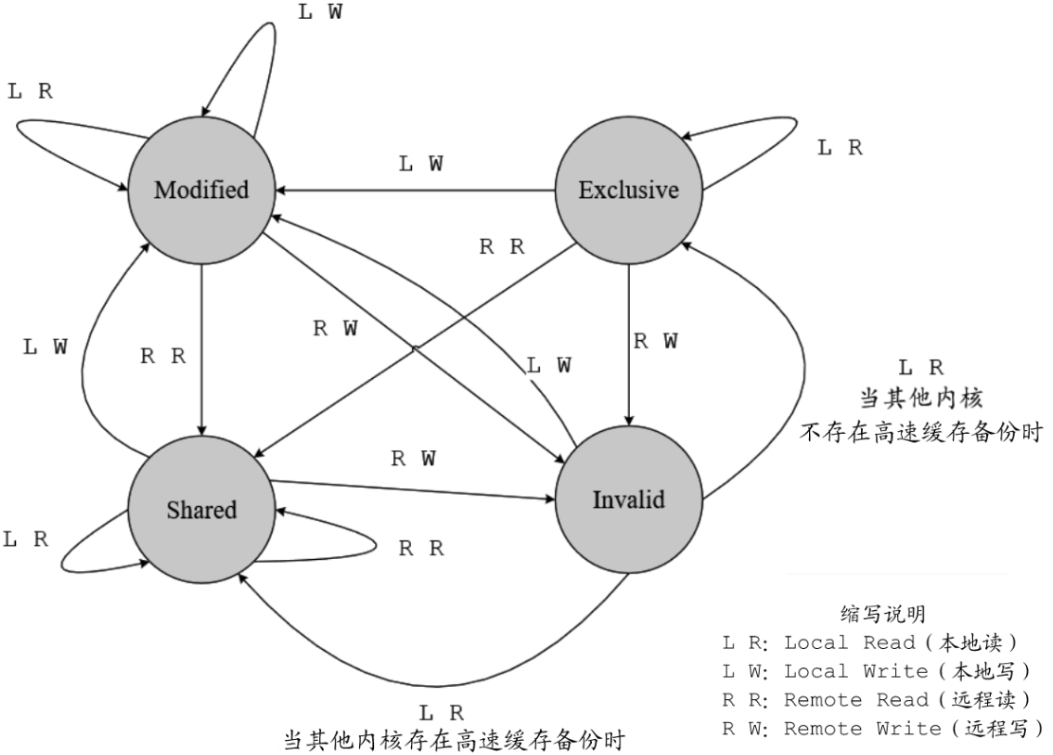 L W
L R
Modified
L W
Exclusive
L R
R R
R W
L W
R R
L W
R W
L R
当其他内核
不存在高速缓存备份时
R W
Shared
Invalid
L R
R R
L R
当其他内核存在高速缓存备份时
缩写说明
L R: Local Read (本地读)
L W: Local Write (本地写)
R R: Remote Read (远程读)
R W: Remote Write (远程写)